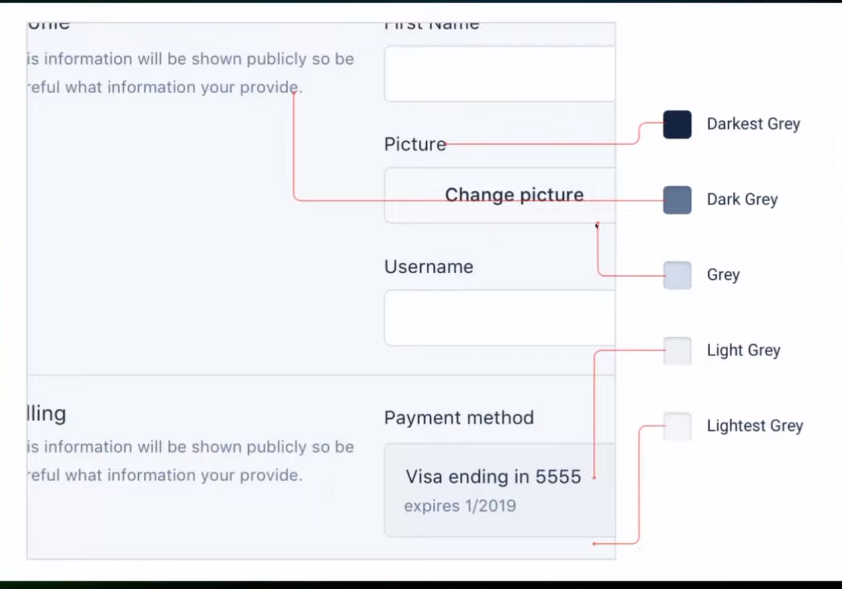 First Name
is information will be shown publicly so be
reful what information your provide.
Picture
Change picture
Username
lling
is information will be shown publicly so be
reful what information your provide.
Payment method
Visa ending in 5555
expires 1/2019
Darkest Grey
Dark Grey
Grey
Light Grey
Lightest Grey